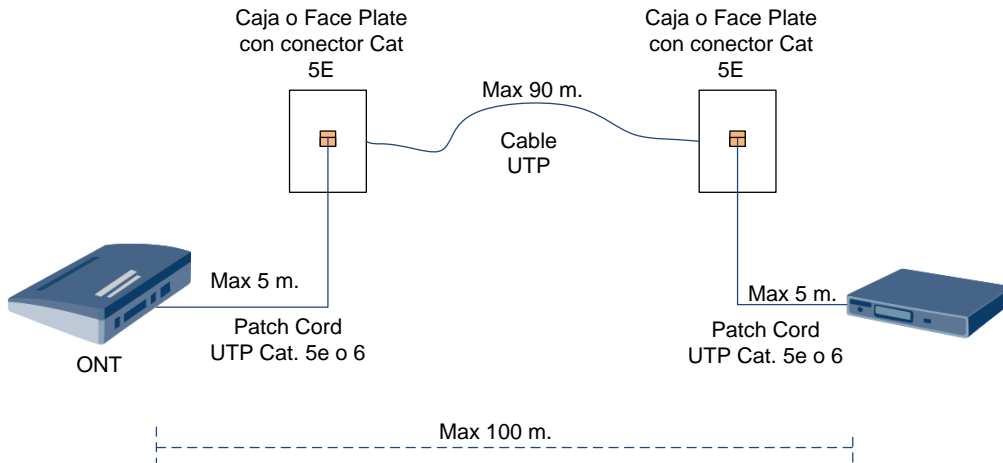 Caja o Face Plate
con conector Cat
5E
Caja o Face Plate
con conector Cat
5E
Max 90 m.
Cable
UTP
Max 5 m.
Patch Cord
UTP Cat. 5e o 6
ONT
Max 5 m.
Patch Cord
UTP Cat. 5e o 6
Max 100 m.